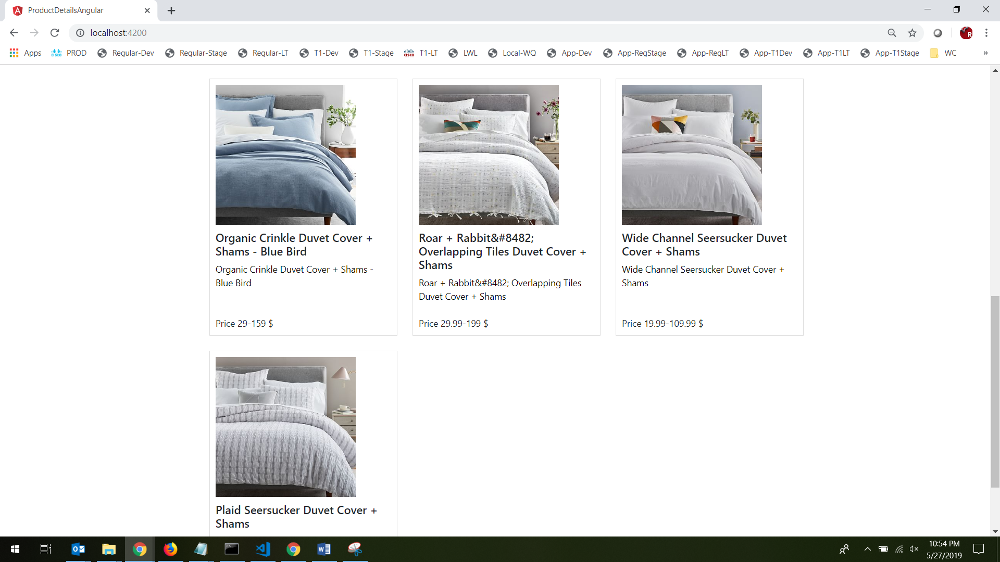 ProductDetailsAngular
localhost:4200
Apps
cisco PROD
Regular-Dev
Regular-Stage
Regular-LT
T1-Dev
T1-Stage
cisco T1-LT
LWL
Local-WQ
App-Dev
App-RegStage
App-RegLT
App-T1Dev
App-T1LT
App-T1Stage
WC
»
Organic Crinkle Duvet Cover +
Shams - Blue Bird
Organic Crinkle Duvet Cover + Shams -
Blue Bird
Price 29-159 $
Roar + Rabbit&#8482;
Overlapping Tiles Duvet Cover +
Shams
Roar + Rabbit&#8482; Overlapping Tiles
Duvet Cover + Shams
Price 29.99-199 $
Wide Channel Seersucker Duvet
Cover + Shams
Wide Channel Seersucker Duvet Cover +
Shams
Price 19.99-109.99 $
Plaid Seersucker Duvet Cover +
Shams
10:54 PM
5/27/2019